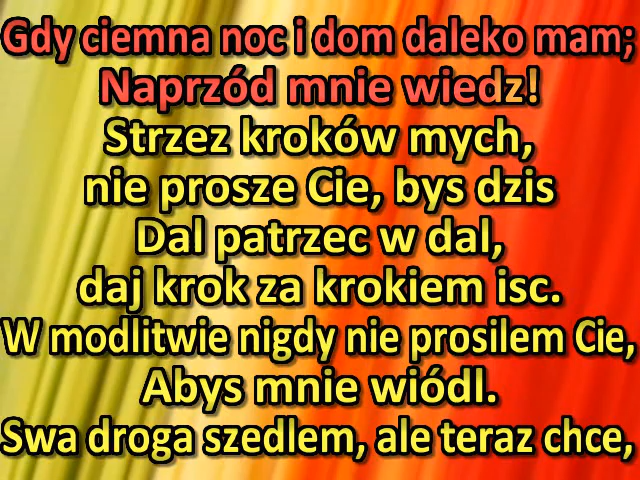 Gdy ciemna noc i dom daleko mam;
Naprzód mnie wiedz!
Strzez kroków mych,
nie prosze Cie, bys dzis
Dal patrzec w dal,
daj krok za krokiem isc.
W modlitwie nigdy nie prosilem Cie,
Abys mnie wiódl.
Swa droga szedlem, ale teraz chce,